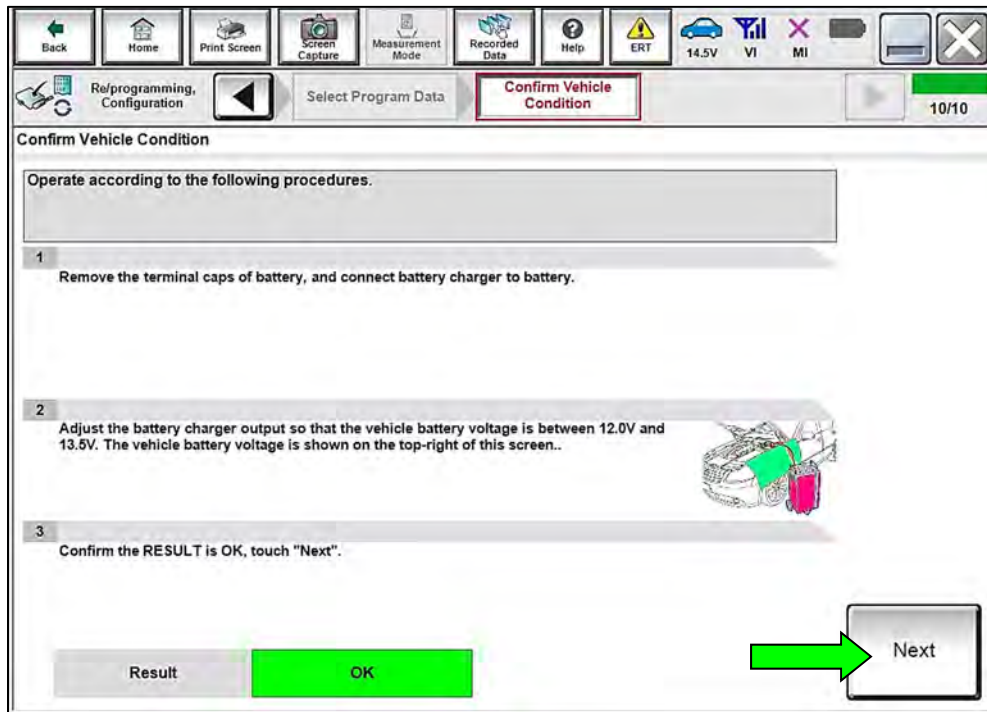 Back
Home
Print Screen
Screen
Capture
Measurement
Mode
Recorded
Data
Help
ERT
14.5V
VI
MI
Re/programming,
Configuration
Select Program Data
Confirm Vehicle
Condition
10/10
Confirm Vehicle Condition
Operate according to the following procedures.
1
Remove the terminal caps of battery, and connect battery charger to battery.
2
Adjust the battery charger output so that the vehicle battery voltage is between 12.0V and
13.5V. The vehicle battery voltage is shown on the top-right of this screen..
3
Confirm the RESULT is OK, touch "Next".
Result
OK
Next